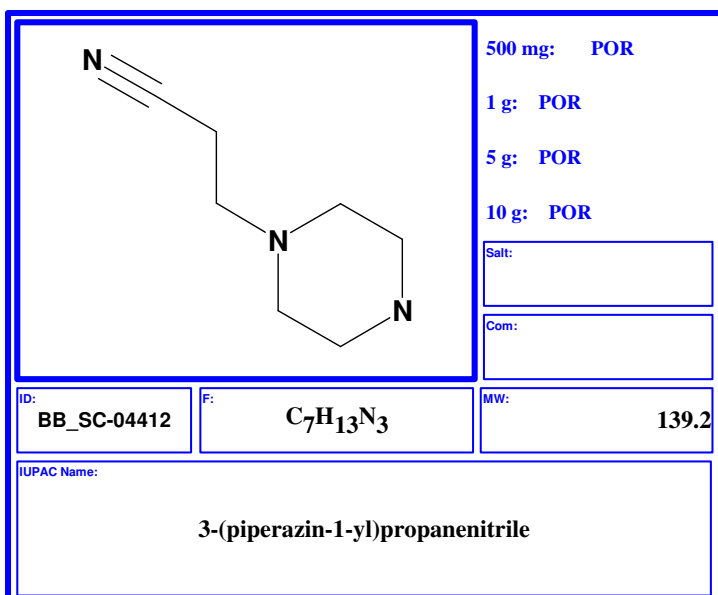 N
N
N
500 mg: POR
1 g: POR
5 g: POR
10 g: POR
Salt:
Com:
ID:
BB_SC-04412
F:
C7H13N3
MW:
139.2
IUPAC Name:
3-(piperazin-1-yl)propanenitrile